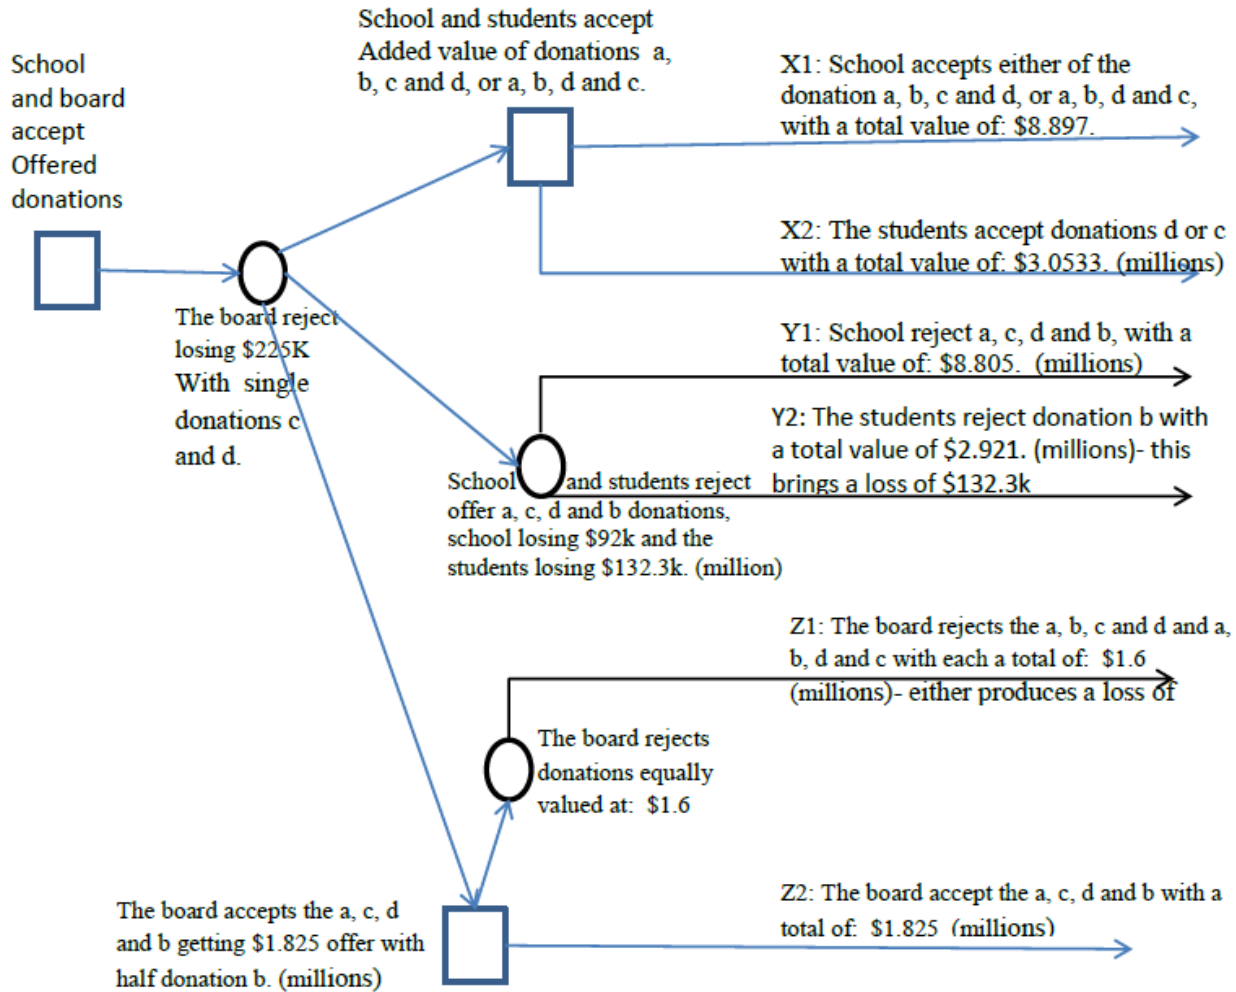 School and students accept
Added value of donations a,
b, c and d, or a, b, d and c.
School
and board
accept
Offered
donations
X1: School accepts either of the
donation a, b, c and d, or a, b, d and c,
with a total value of: $8.897.
X2: The students accept donations d or c
with a total value of: $3.0533. (millions)
The board reject
losing $225K
With single
donations c
and d.
Y1: School reject a, c, d and b, with a
total value of: $8.805. (millions)
Y2: The students reject donation b with
a total value of $2.921. (millions)- this
brings a loss of $132.3k
School and students reject
offer a, c, d and b donations,
school losing $92k and the
students losing $132.3k. (million)
Z1: The board rejects the a, b, c and d and a,
b, d and c with each a total of: $1.6
(millions)- either produces a loss of
The board rejects
donations equally
valued at: $1.6
Z2: The board accept the a, c, d and b with a
total of: $1.825 (millions)
The board accepts the a, c, d
and b getting $1.825 offer with
half donation b. (millions)